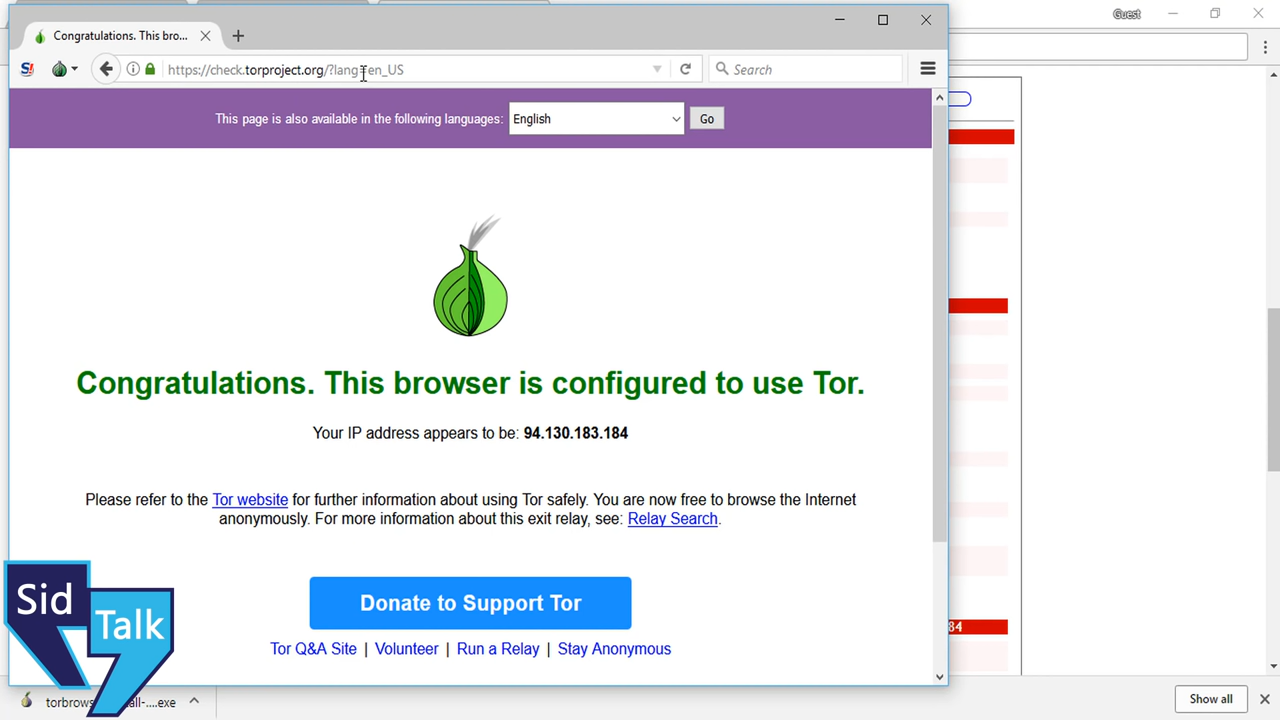 Guest
Congratulations. This bro...
S!
https://check.torproject.org/?lang=en_US
Search
This page is also available in the following languages:
English
Go
Congratulations. This browser is configured to use Tor.
Your IP address appears to be: 94.130.183.184
Please refer to the Tor website for further information about using Tor safely. You are now free to browse the Internet
anonymously. For more information about this exit relay, see: Relay Search.
Donate to Support Tor
Tor Q&A Site | Volunteer | Run a Relay | Stay Anonymous
84
Sid
Talk
torbrows
all-....exe
Show all